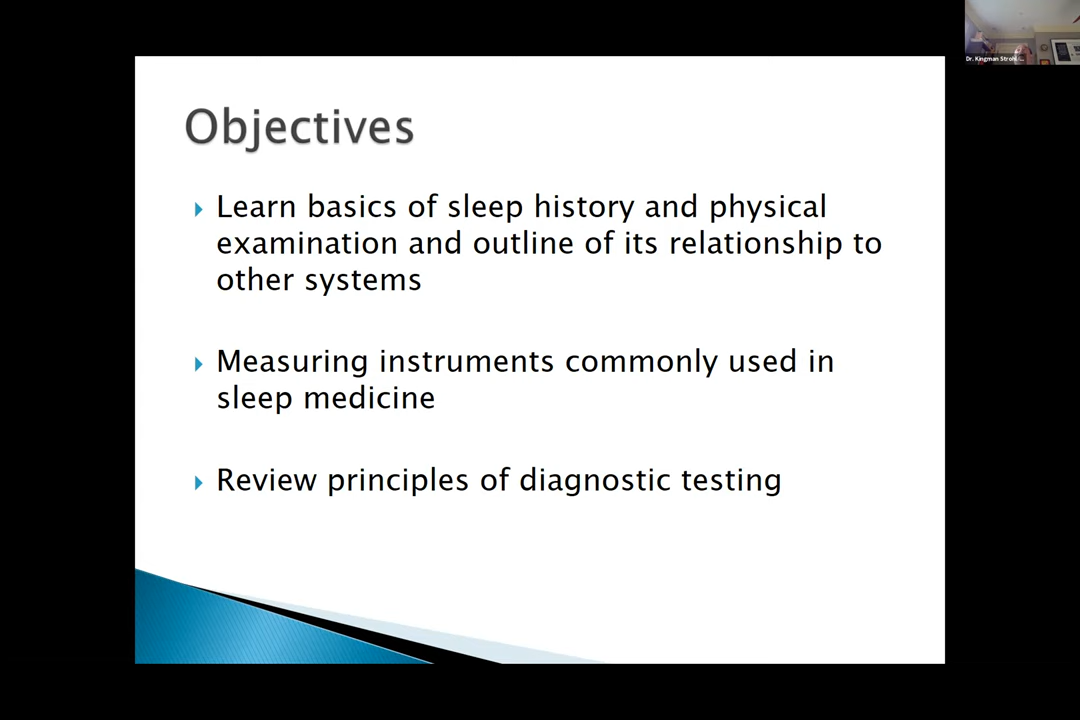 Dr. Kingman Strohl
Objectives
Learn basics of sleep history and physical
examination and outline of its relationship to
other systems
Measuring instruments commonly used in
sleep medicine
Review principles of diagnostic testing